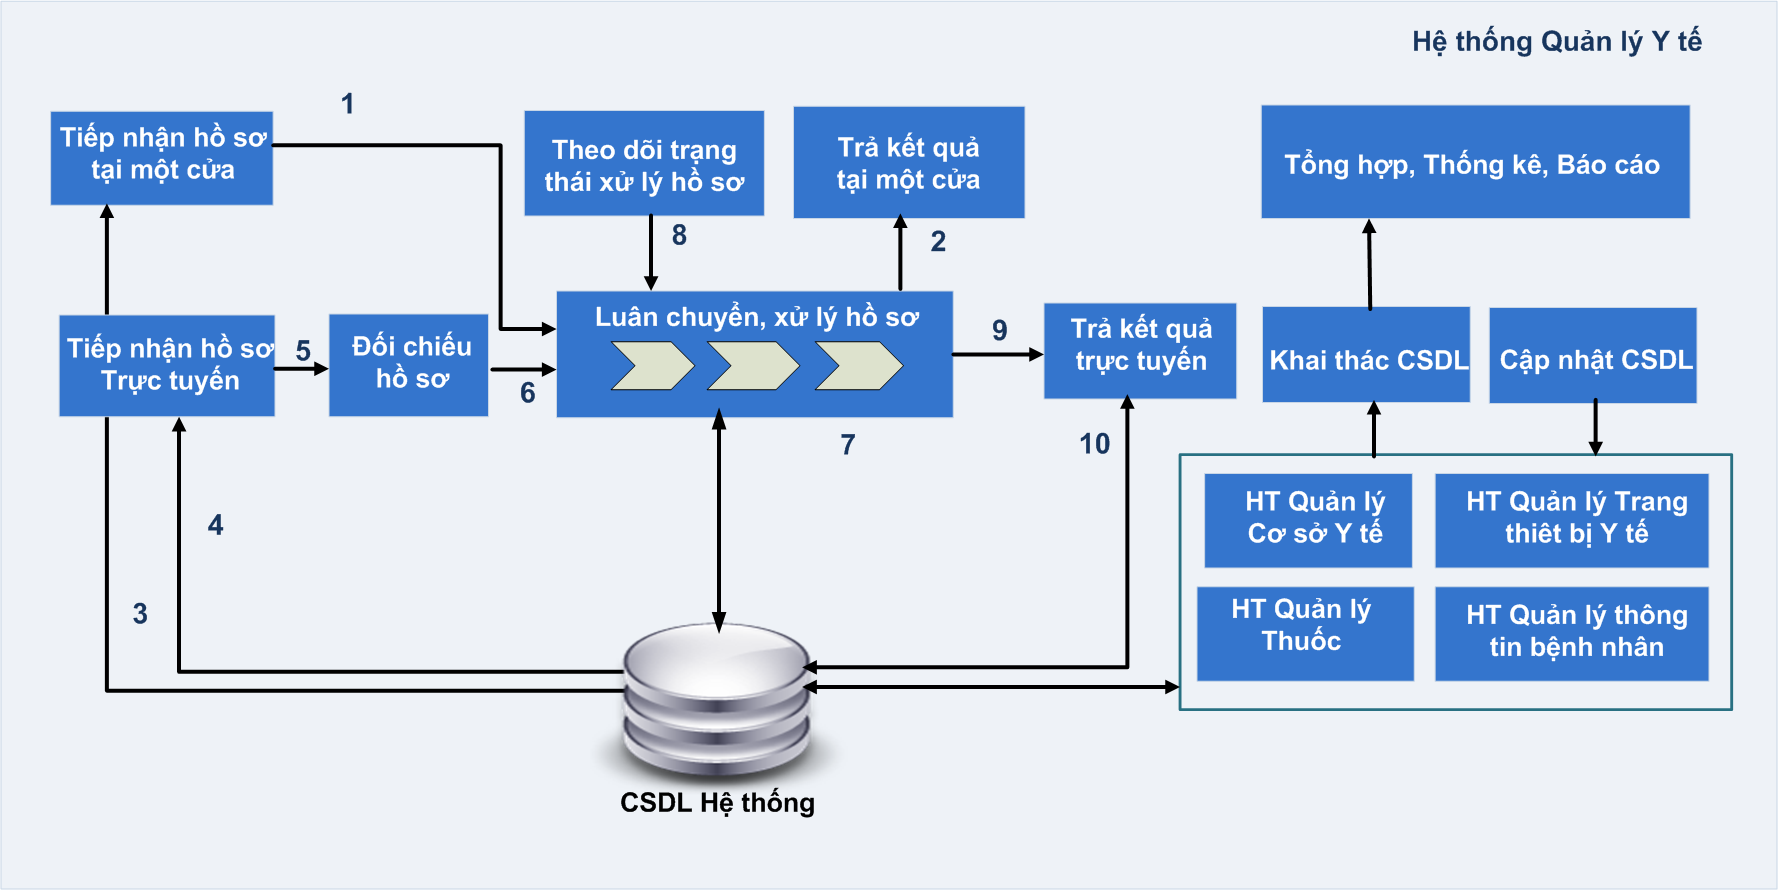 Hệ thống Quản lý Y tế
1
Tiếp nhận hồ sơ
tại một cửa
Theo dõi trạng
thái xử lý hồ sơ
Trả kết quả
tại một cửa
Tổng hợp, Thống kê, Báo cáo
8
2
Tiếp nhận hồ sơ
Trực tuyến
5
Đối chiếu
hồ sơ
6
Luân chuyển, xử lý hồ sơ
9
Trả kết quả
trực tuyến
Khai thác CSDL
Cập nhật CSDL
7
10
4
3
HT Quản lý
Cơ sở Y tế
HT Quản lý Trang
thiêt bị Y tế
HT Quản lý
Thuốc
HT Quản lý thông
tin bệnh nhân
CSDL Hệ thống